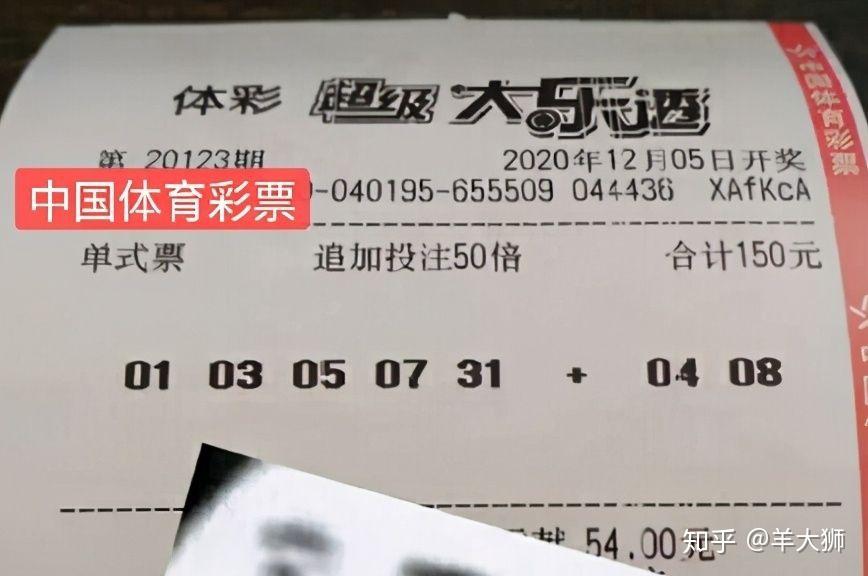 体彩 超级大乐透
第 20123期 2020年12月05日开奖
中国体育彩票
-040195-655509 044436 XAfKcA
单式票 追加投注50倍 合计150元
01 03 05 07 31 + 04 08
54.00元
知乎 @羊大狮